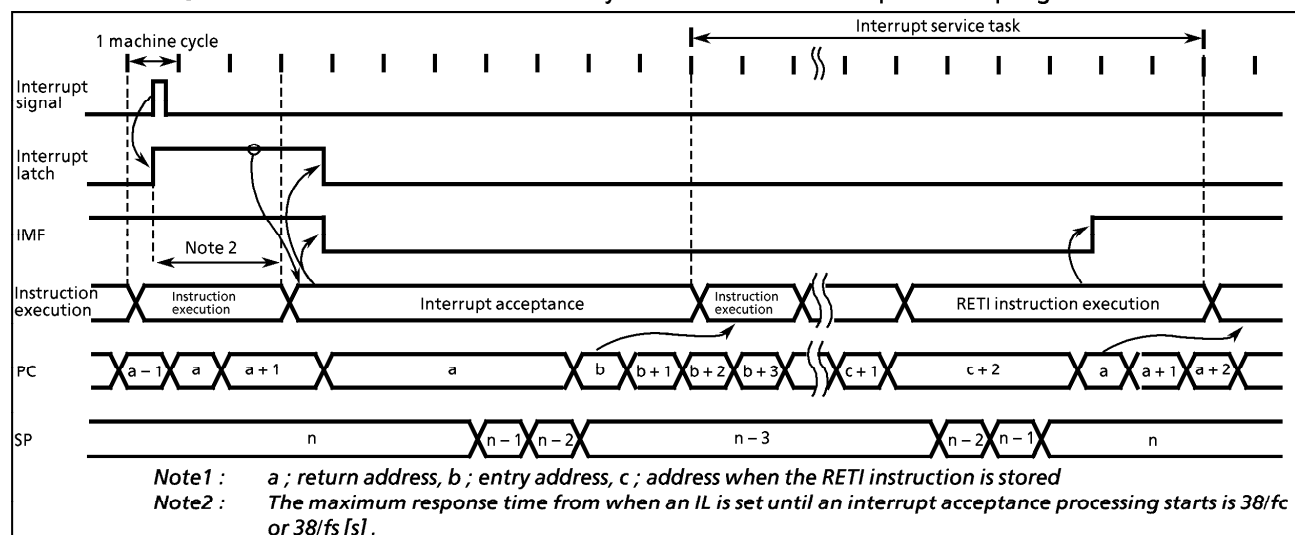 Interrupt service task
1 machine cycle
Interrupt
signal
Interrupt
latch
IMF
Note 2
Instruction
execution
Instruction
execution
Interrupt acceptance
Instruction
execution
RETI instruction execution
PC
a – 1 a a + 1 a b b + 1 b + 2 b + 3 c + 1 c + 2 a a + 1 a + 2
SP
n n – 1 n – 2 n – 3 n – 2 n – 1 n
Note1 : a ; return address, b ; entry address, c ; address when the RETI instruction is stored
Note2 : The maximum response time from when an IL is set until an interrupt acceptance processing starts is 38/fc
or 38/fs [s] .